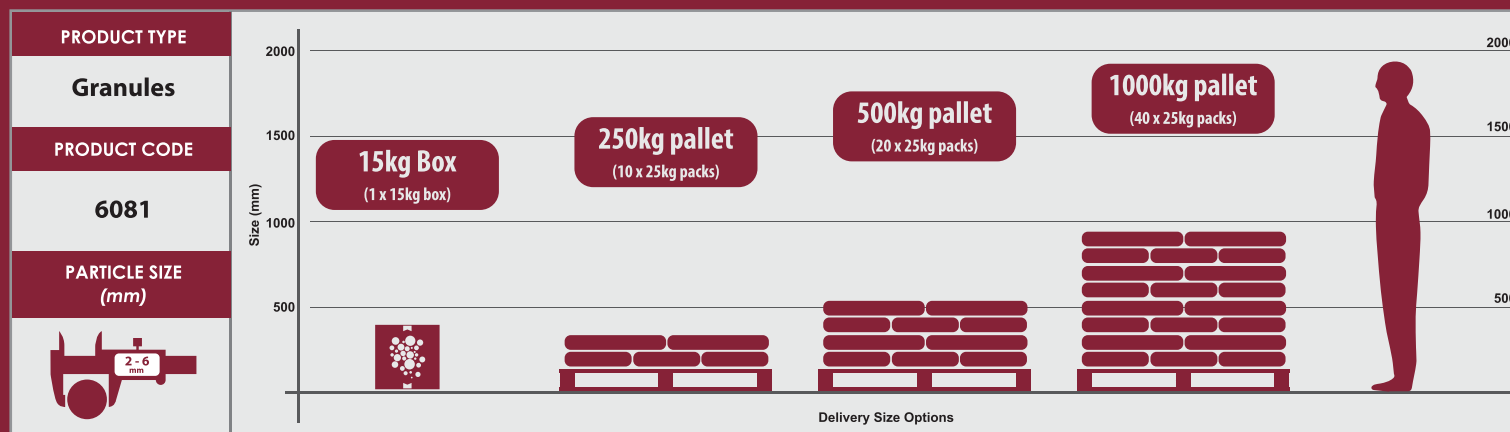 PRODUCT TYPE
Granules
PRODUCT CODE
6081
PARTICLE SIZE
(mm)
2 - 6
mm
Size (mm)
2000
1500
1000
500
15kg Box
(1 x 15kg box)
250kg pallet
(10 x 25kg packs)
500kg pallet
(20 x 25kg packs)
1000kg pallet
(40 x 25kg packs)
Delivery Size Options